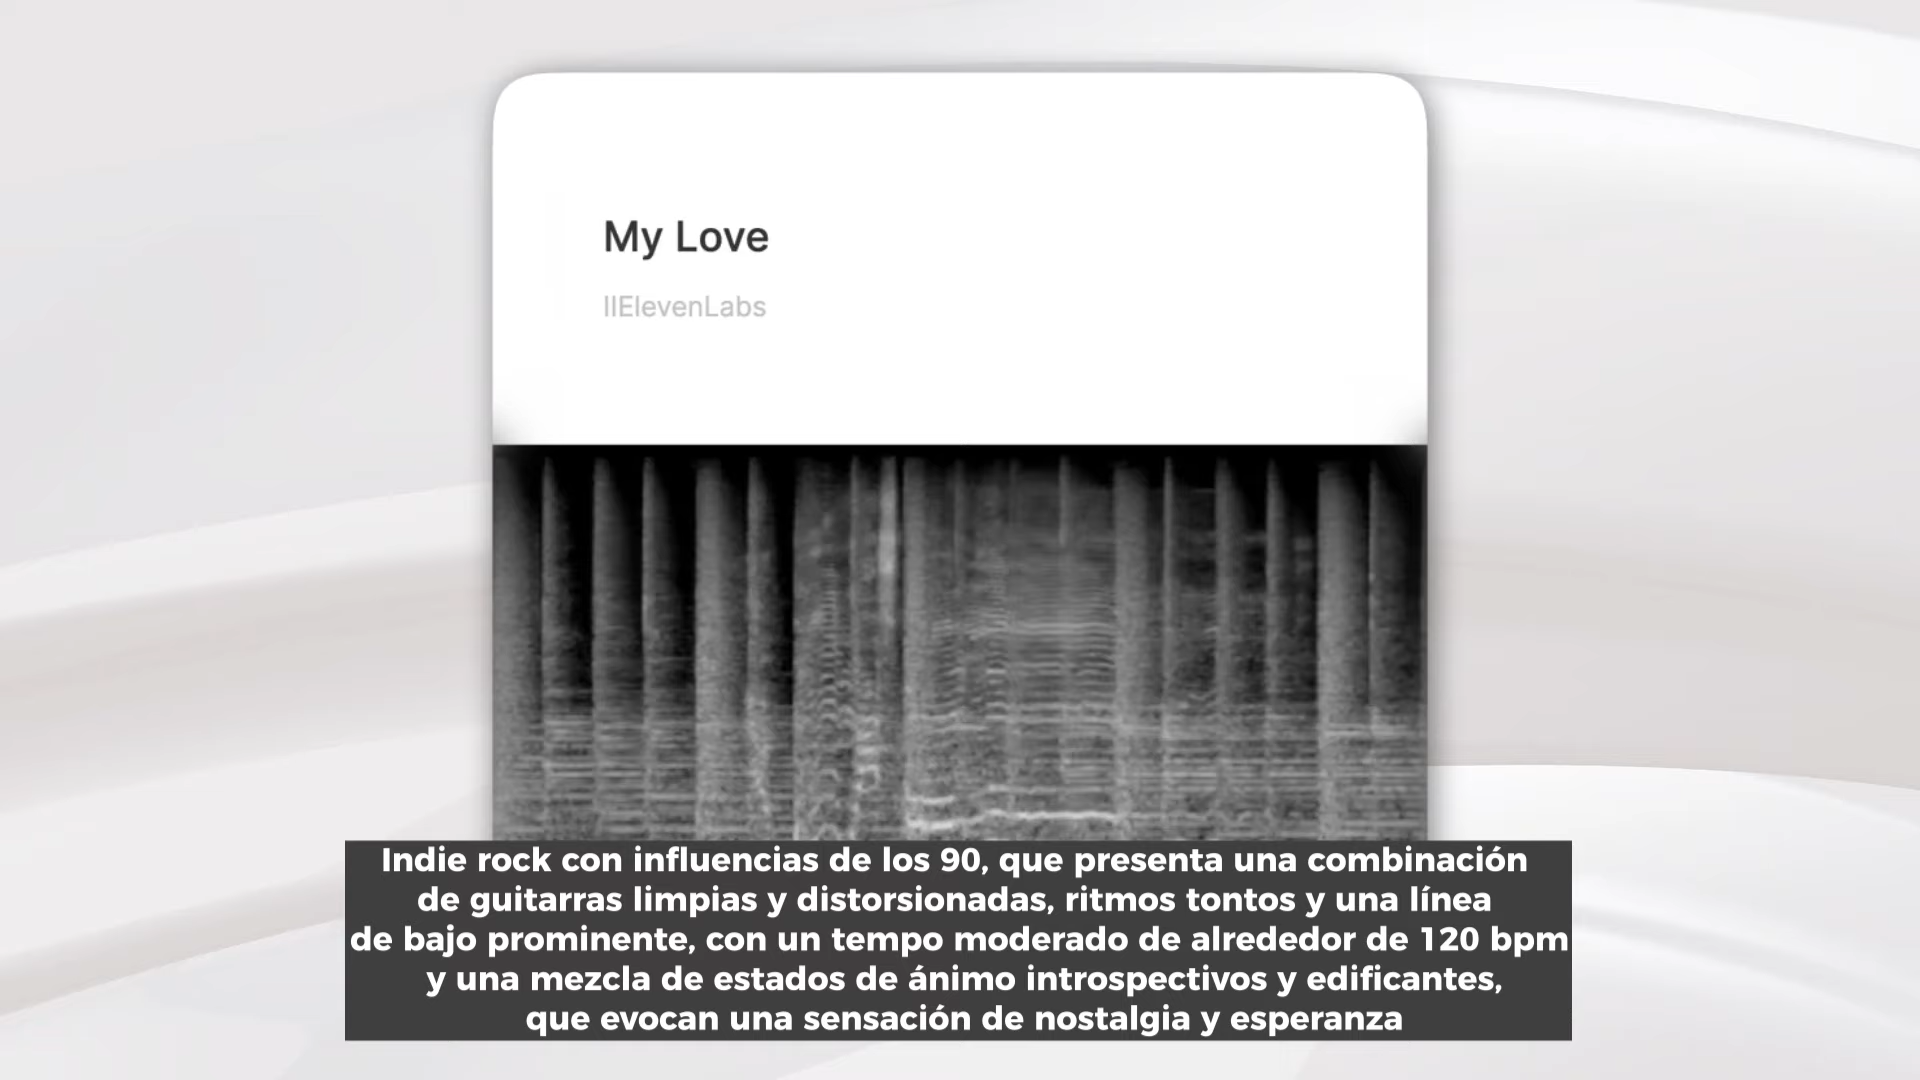 My Love
IIElevenLabs
Indie rock con influencias de los 90, que presenta una combinación
de guitarras limpias y distorsionadas, ritmos tontos y una línea
de bajo prominente, con un tempo moderado de alrededor de 120 bpm
y una mezcla de estados de ánimo introspectivos y edificantes,
que evocan una sensación de nostalgia y esperanza